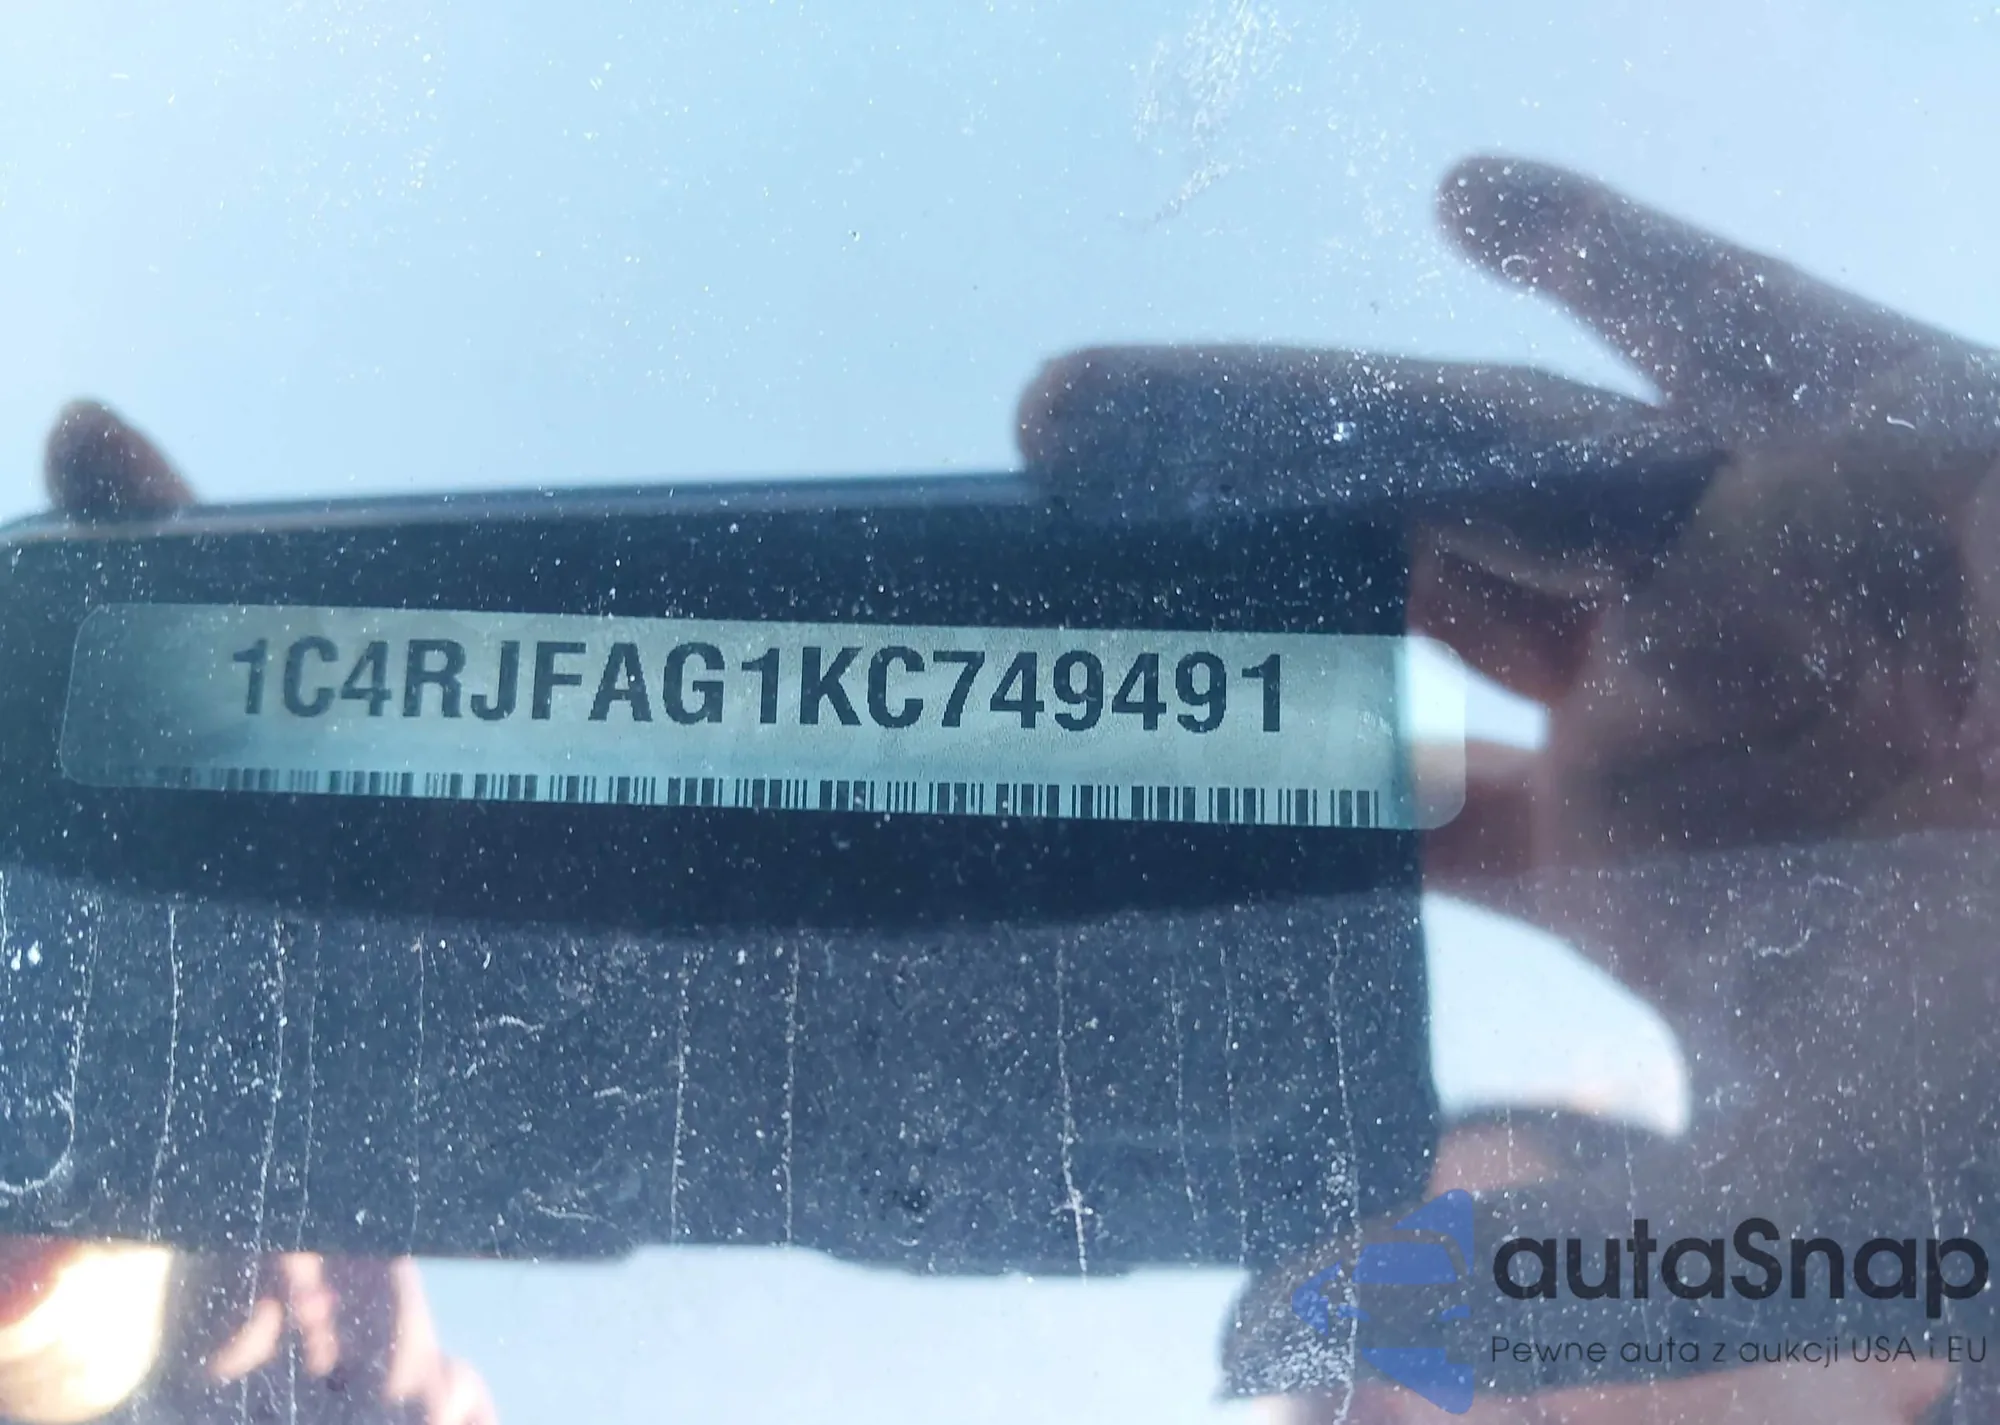 1C4RJFAG1KC749491
autaSnap
Pewne auta z aukcji USA i EU